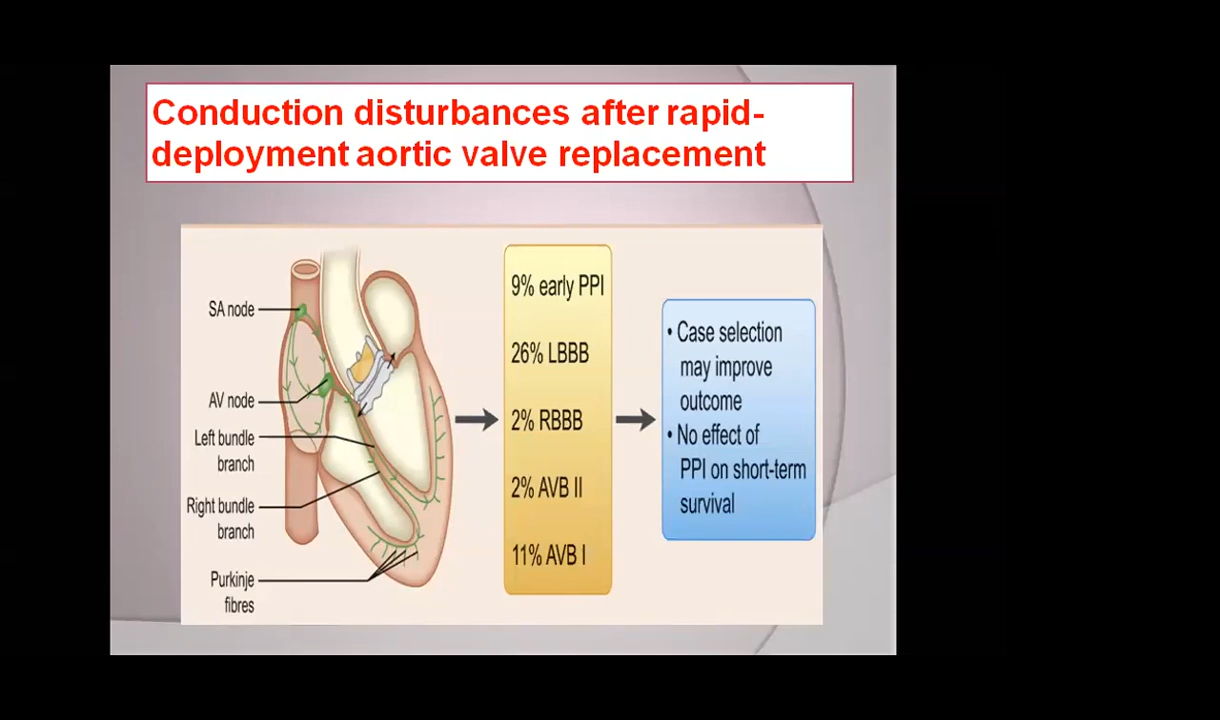 Conduction disturbances after rapid-
deployment aortic valve replacement
SA node
AV node
Left bundle
branch
Right bundle
branch
Purkinje
fibres
9% early PPI
26% LBBB
2% RBBB
2% AVB II
11% AVB I
• Case selection
may improve
outcome
• No effect of
PPI on short-term
survival